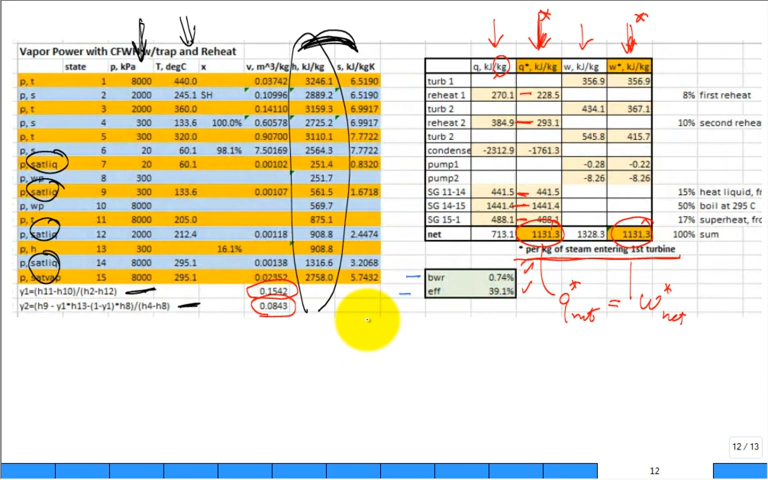 Vapor Power with CFWH w/trap and Reheat
state p, kPa T, degC x v, m^3/kg h, kJ/kg s, kJ/kgK
p, t 1 8000 440.0 0.03742 3246.1 6.5190
p, s 2 2000 245.1 SH 0.10996 2889.2 6.5190
p, t 3 2000 360.0 0.14110 3159.3 6.9917
p, s 4 300 133.6 100.0% 0.60578 2725.2 6.9917
p, t 5 300 320.0 0.90700 3110.1 7.7722
p, s 6 20 60.1 98.1% 7.50169 2564.3 7.7722
p, satliq 7 20 60.1 0.00102 251.4 0.8320
p, wp 8 300 251.7
p, satliq 9 300 133.6 0.00107 561.5 1.6718
p, wp 10 8000 569.7
p, t 11 8000 205.0 875.1
p, satliq 12 2000 212.4 0.00118 908.8 2.4474
p, h 13 300 16.1% 908.8
p, satliq 14 8000 295.1 0.00138 1316.6 3.2068
p, satvap 15 8000 295.1 0.02352 2758.0 5.7432
y1=(h11-h10)/(h2-h12) 0.1542
y2=(h9 - y1*h13-(1-y1)*h8)/(h4-h8) 0.0843
* *
q, kJ/kg q*, kJ/kg w, kJ/kg w*, kJ/kg
turb 1 356.9 356.9
reheat 1 270.1 228.5 8% first reheat
turb 2 434.1 367.1
reheat 2 384.9 293.1 10% second rehea
turb 2 545.8 415.7
condense -2312.9 -1761.3
pump1 -0.28 -0.22
pump2 -8.26 -8.26
SG 11-14 441.5 441.5 15% heat liquid, fr
SG 14-15 1441.4 1441.4 50% boil at 295 C
SG 15-1 488.1 488.1 17% superheat, fr
net 713.1 1131.3 1328.3 1131.3 100% sum
* per kg of steam entering 1st turbine
bwr 0.74%
eff 39.1%
q*net = w*net
12 / 13
12